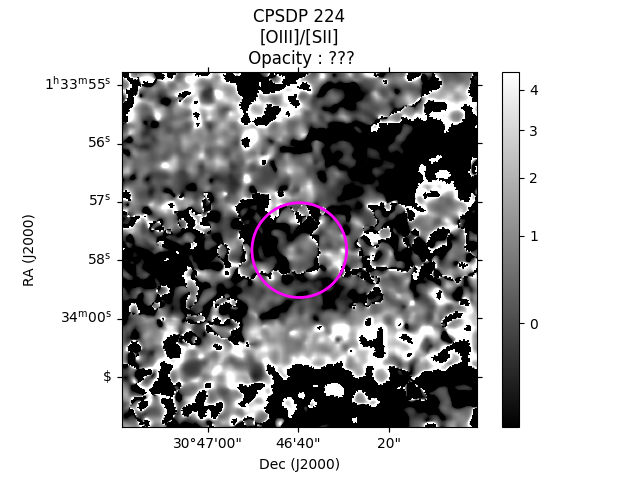 CPSDP 224
[OIII]/[SII]
Opacity : ???
1ʰ33ᵐ55ˢ
56ˢ
57ˢ
58ˢ
34ᵐ00ˢ
$
RA (J2000)
30°47'00" 46'40" 20"
Dec (J2000)
4
3
2
1
0